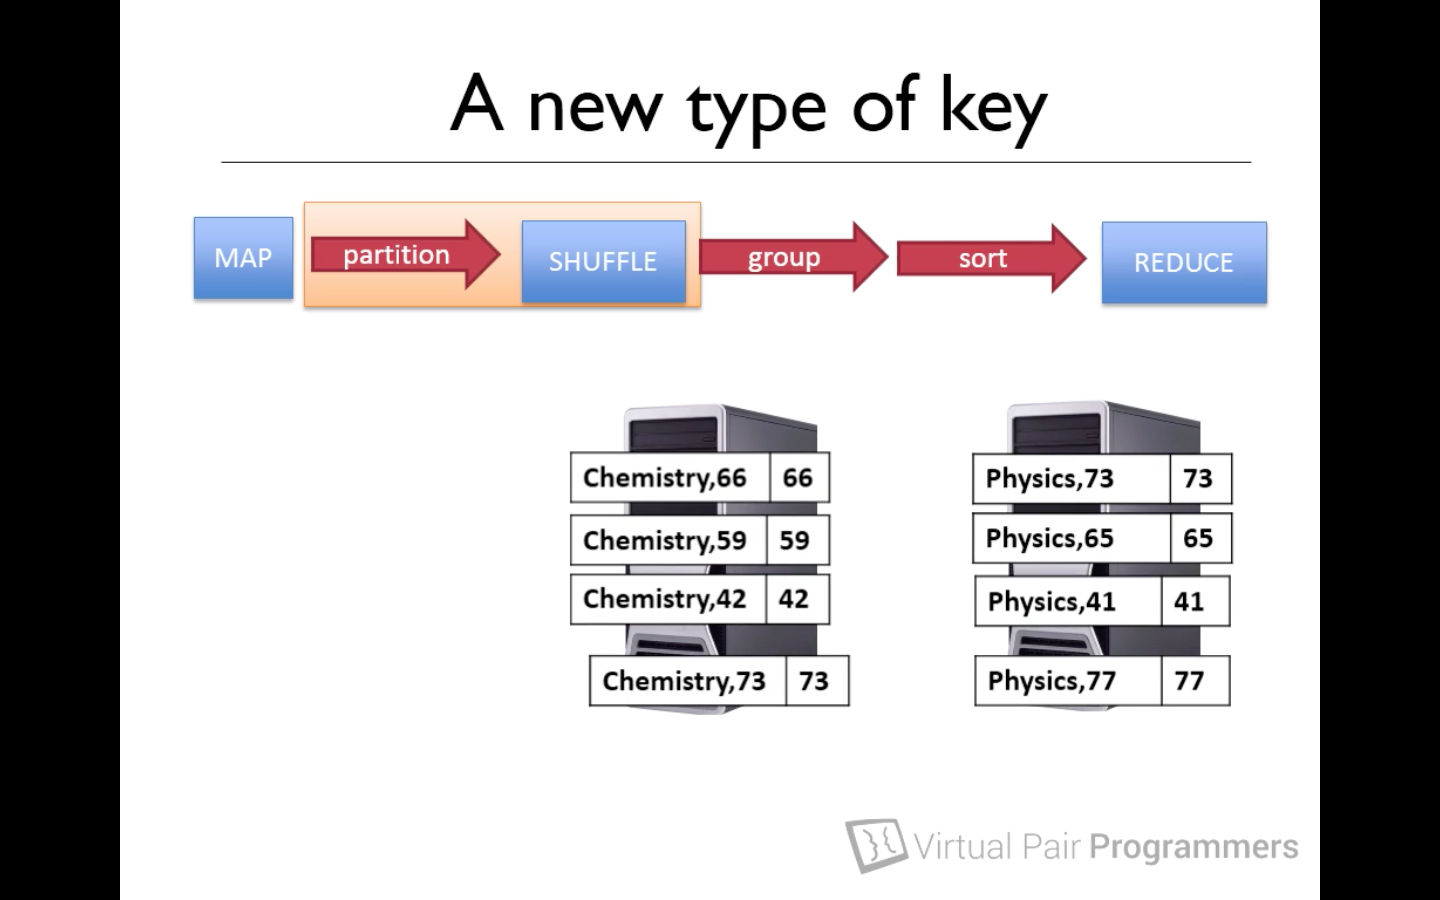 A new type of key
MAP partition SHUFFLE group sort REDUCE
Chemistry,66 66
Chemistry,59 59
Chemistry,42 42
Chemistry,73 73
Physics,73 73
Physics,65 65
Physics,41 41
Physics,77 77
Virtual Pair Programmers